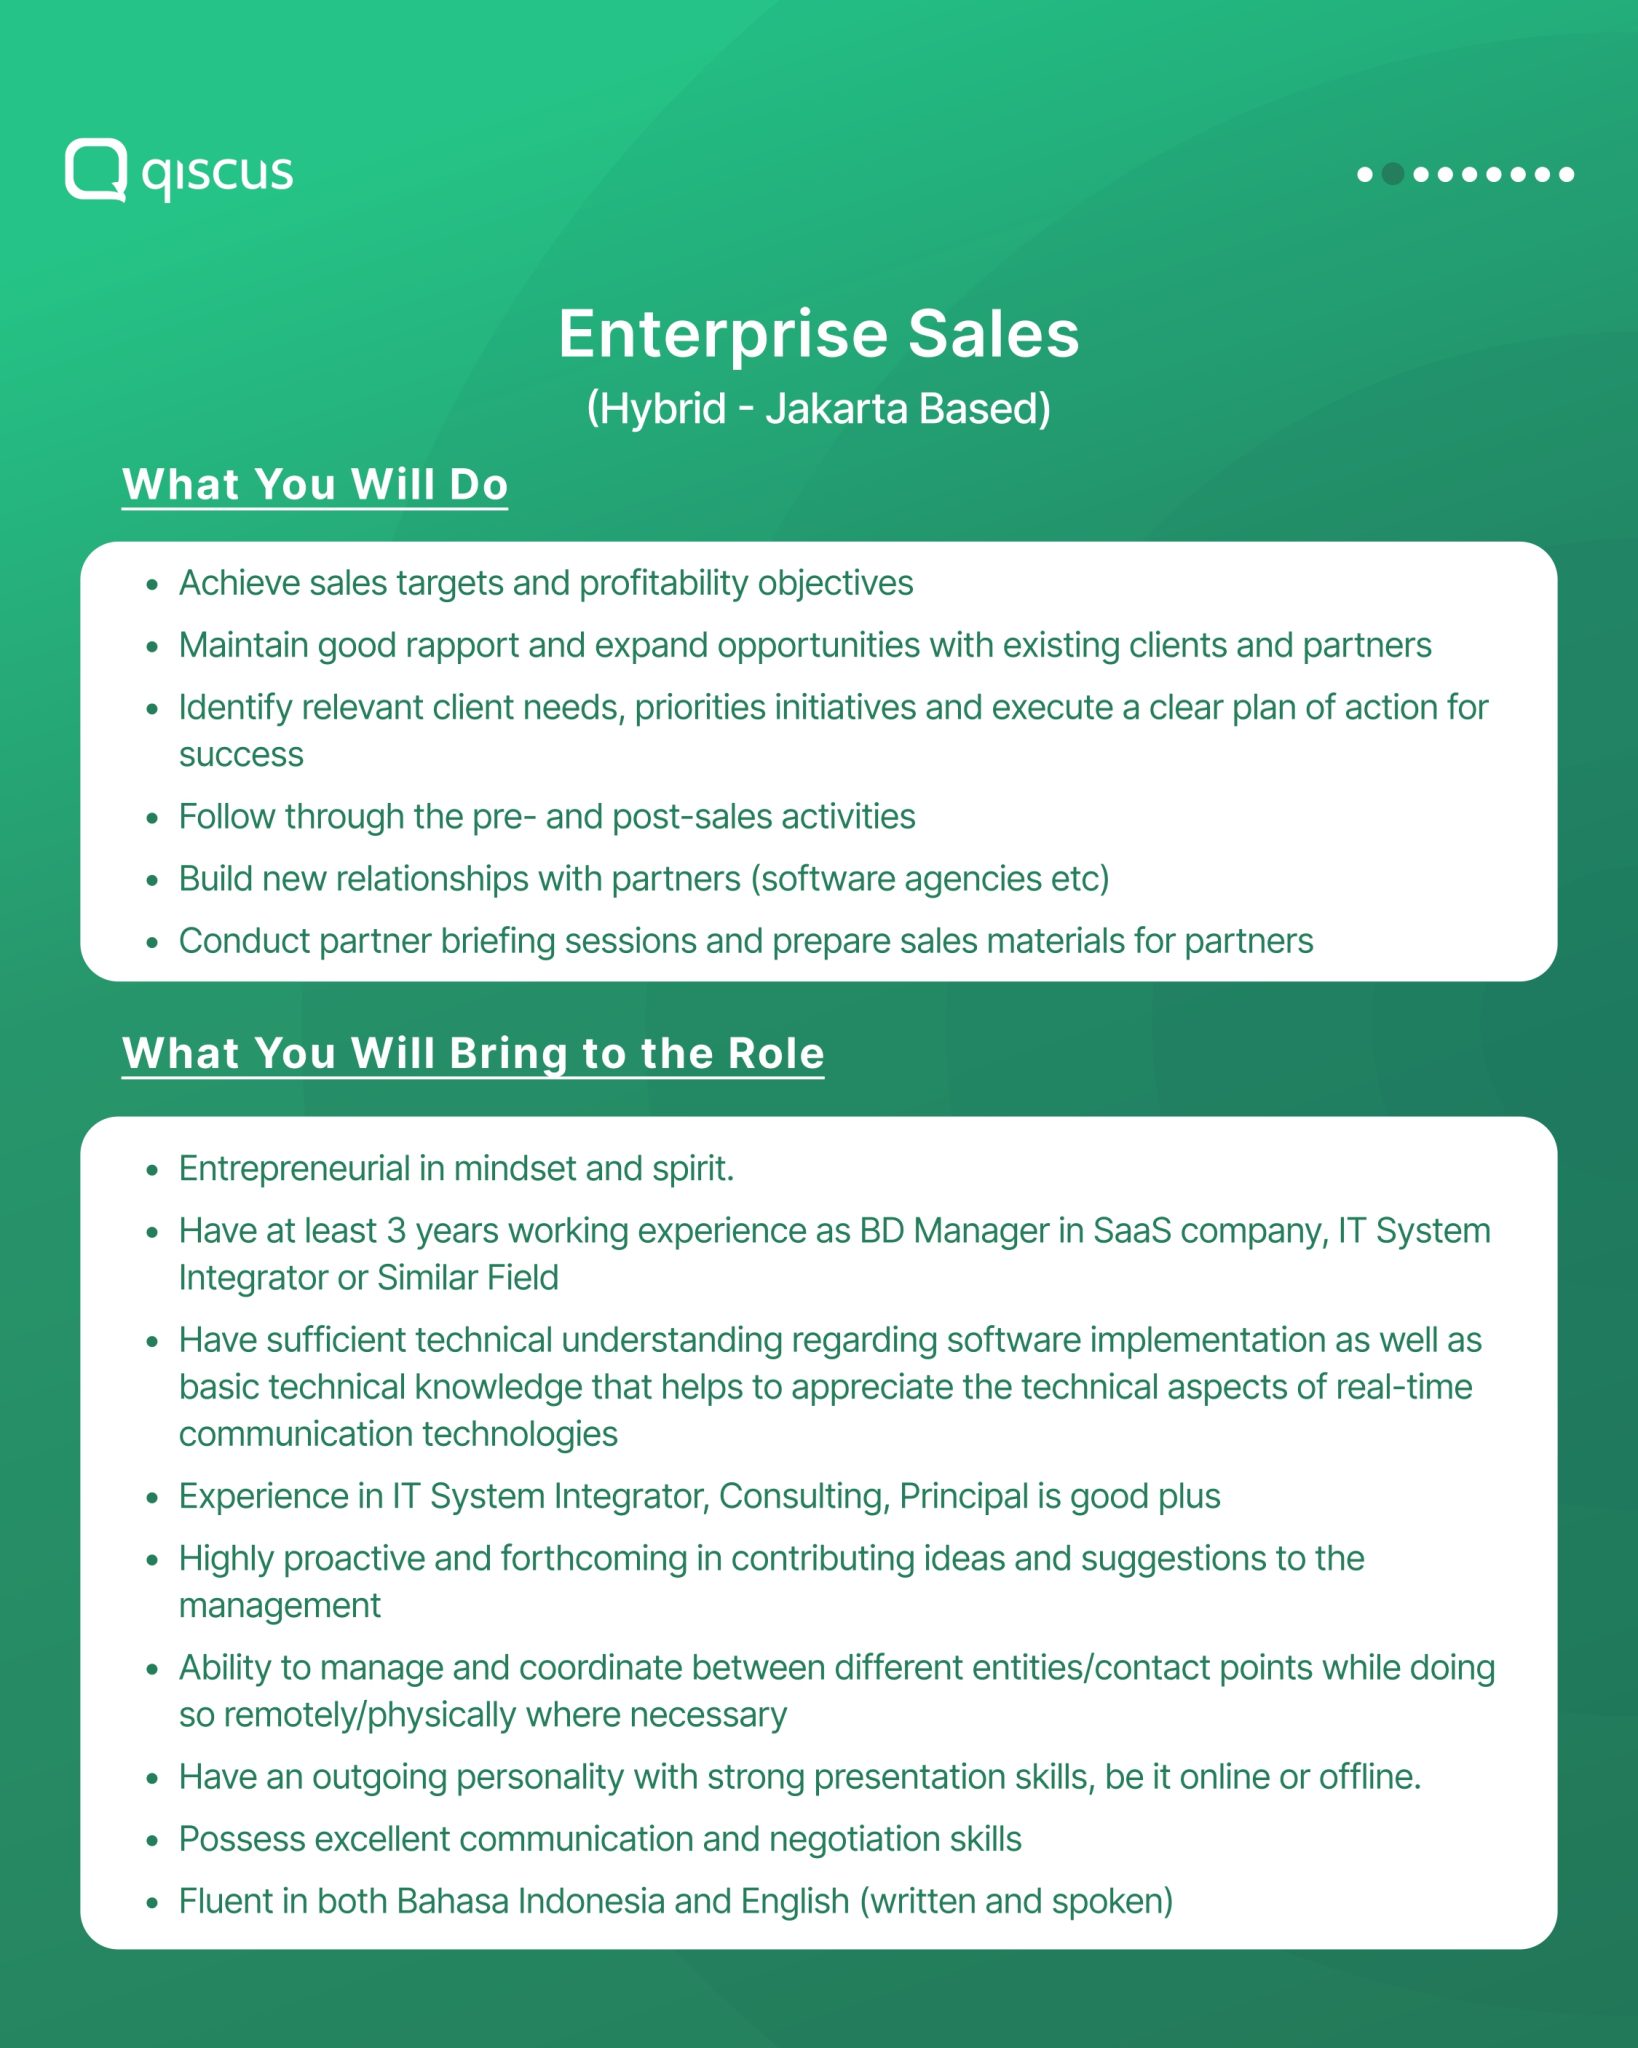 qiscus
Enterprise Sales
(Hybrid - Jakarta Based)
What You Will Do
• Achieve sales targets and profitability objectives
• Maintain good rapport and expand opportunities with existing clients and partners
• Identify relevant client needs, priorities initiatives and execute a clear plan of action for
success
• Follow through the pre- and post-sales activities
• Build new relationships with partners (software agencies etc)
• Conduct partner briefing sessions and prepare sales materials for partners
What You Will Bring to the Role
• Entrepreneurial in mindset and spirit.
• Have at least 3 years working experience as BD Manager in SaaS company, IT System
Integrator or Similar Field
• Have sufficient technical understanding regarding software implementation as well as
basic technical knowledge that helps to appreciate the technical aspects of real-time
communication technologies
• Experience in IT System Integrator, Consulting, Principal is good plus
• Highly proactive and forthcoming in contributing ideas and suggestions to the
management
• Ability to manage and coordinate between different entities/contact points while doing
so remotely/physically where necessary
• Have an outgoing personality with strong presentation skills, be it online or offline.
• Possess excellent communication and negotiation skills
• Fluent in both Bahasa Indonesia and English (written and spoken)